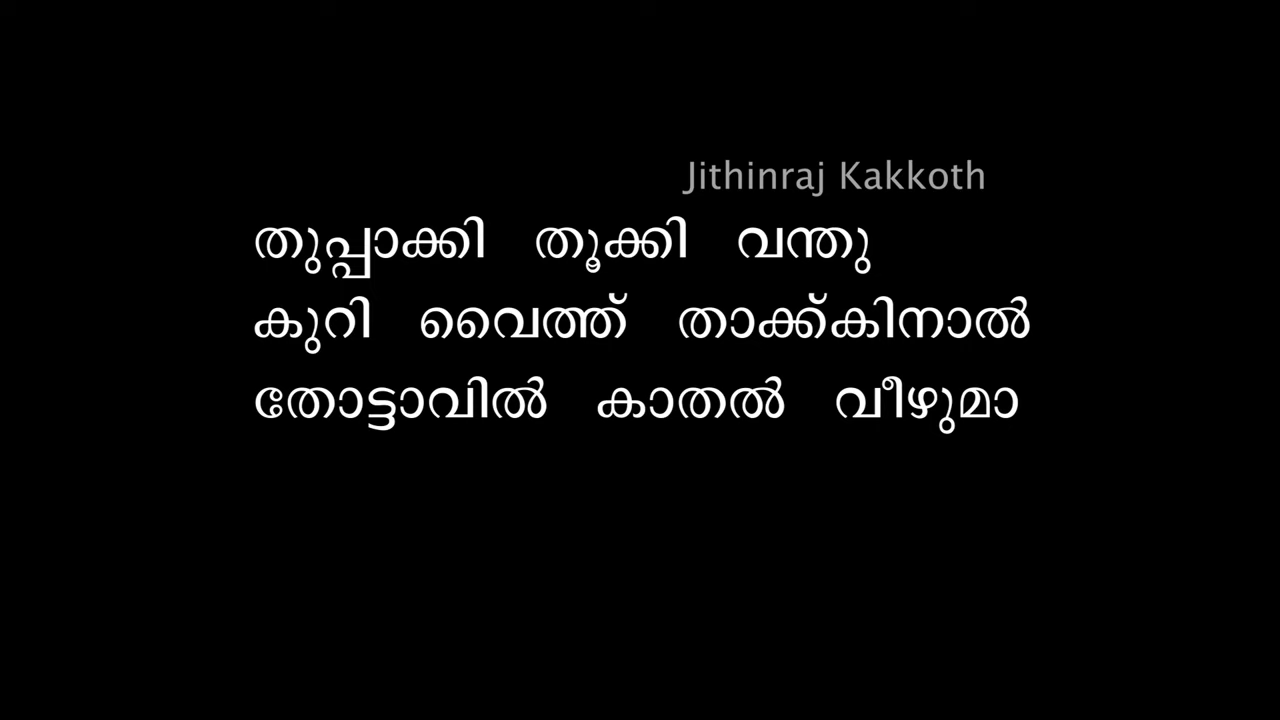 Jithinraj Kakkoth
തുപ്പാക്കി തൂക്കി വന്തു
കുറി വൈത്ത് താക്ക്കിനാൽ
തോട്ടാവിൽ കാതൽ വീഴുമാ